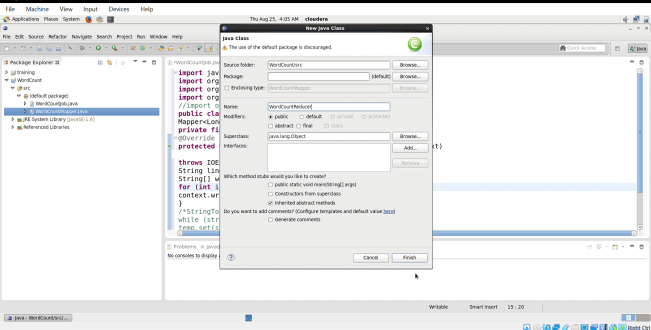 File Machine View Input Devices Help
Applications Places System Thu Aug 25, 4:05 AM cloudera
New Java Class
File Edit Source Refactor Navigate Search Project Run Window Help
Java Class
The use of the default package is discouraged.
Quick Access Java
Package Explorer
*WordCountJob.java
training
WordCount
src
(default package)
WordCountJob.java
WordCountMapper.java
JRE System Library [JavaSE-1.6]
Referenced Libraries
import jav
import org
import org
import org
//import o
public cla
Mapper<Lon
private fi
@Override
protected
xt)
throws IOE
String lin
String[] w
for (int i
context.wr
}
/*StringTo
while (str
temp.set(s
Source folder: WordCount/src Browse...
Package: (default) Browse...
Enclosing type: WordCountMapper Browse...
Name: WordCountReducer
Modifiers: public default private protected
abstract final static
Superclass: java.lang.Object Browse...
Interfaces: Add...
Remove
Which method stubs would you like to create?
public static void main(String[] args)
Constructors from superclass
Inherited abstract methods
Do you want to add comments? (Configure templates and default value here)
Generate comments
Cancel Finish
Problems Javad
No consoles to display
Writable Smart Insert 15 : 20
Java - WordCount/src/...
Right Ctrl